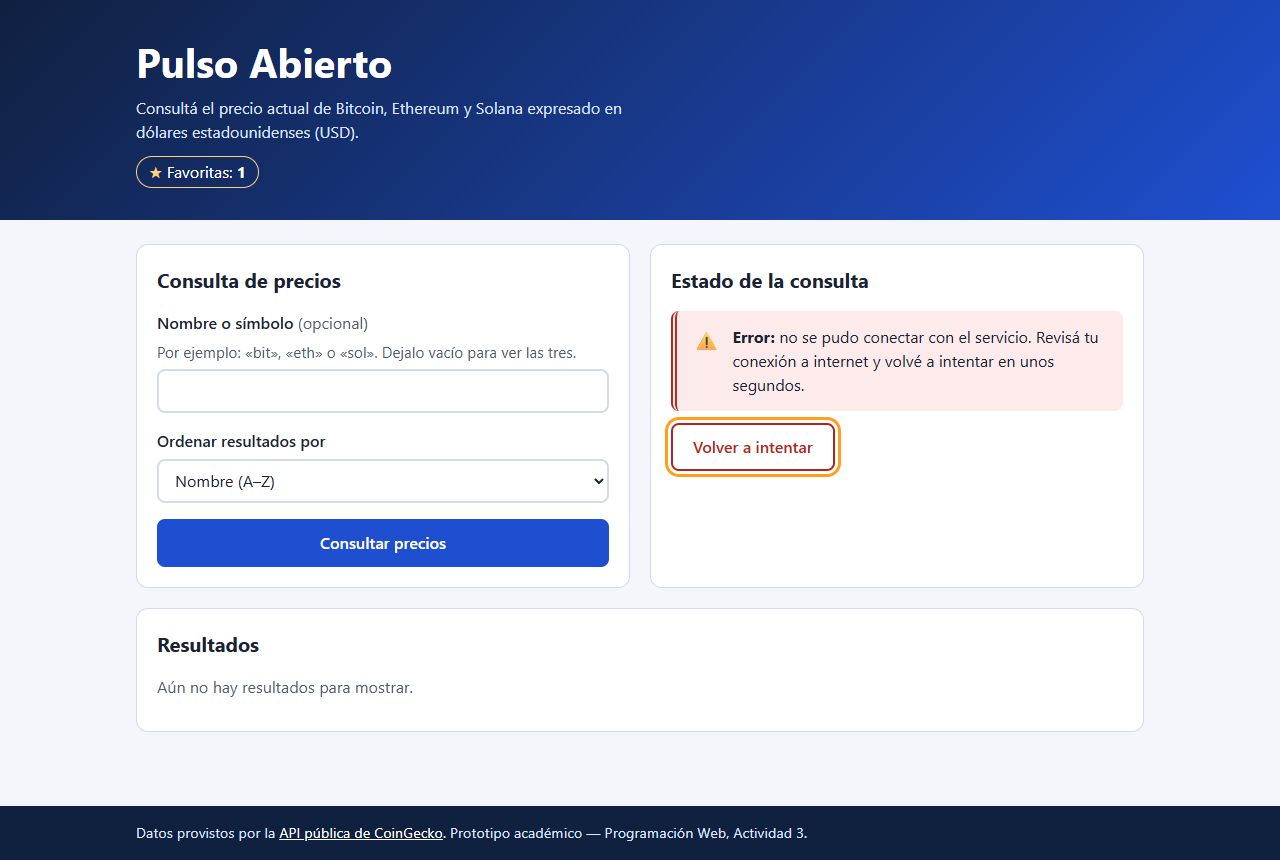 Pulso Abierto
Consultá el precio actual de Bitcoin, Ethereum y Solana expresado en
dólares estadounidenses (USD).
★ Favoritas: 1
Consulta de precios
Nombre o símbolo (opcional)
Por ejemplo: «bit», «eth» o «sol». Dejalo vacío para ver las tres.
Ordenar resultados por
Nombre (A–Z)
Consultar precios
Estado de la consulta
Error: no se pudo conectar con el servicio. Revisá tu
conexión a internet y volvé a intentar en unos
segundos.
Volver a intentar
Resultados
Aún no hay resultados para mostrar.
Datos provistos por la API pública de CoinGecko. Prototipo académico — Programación Web, Actividad 3.